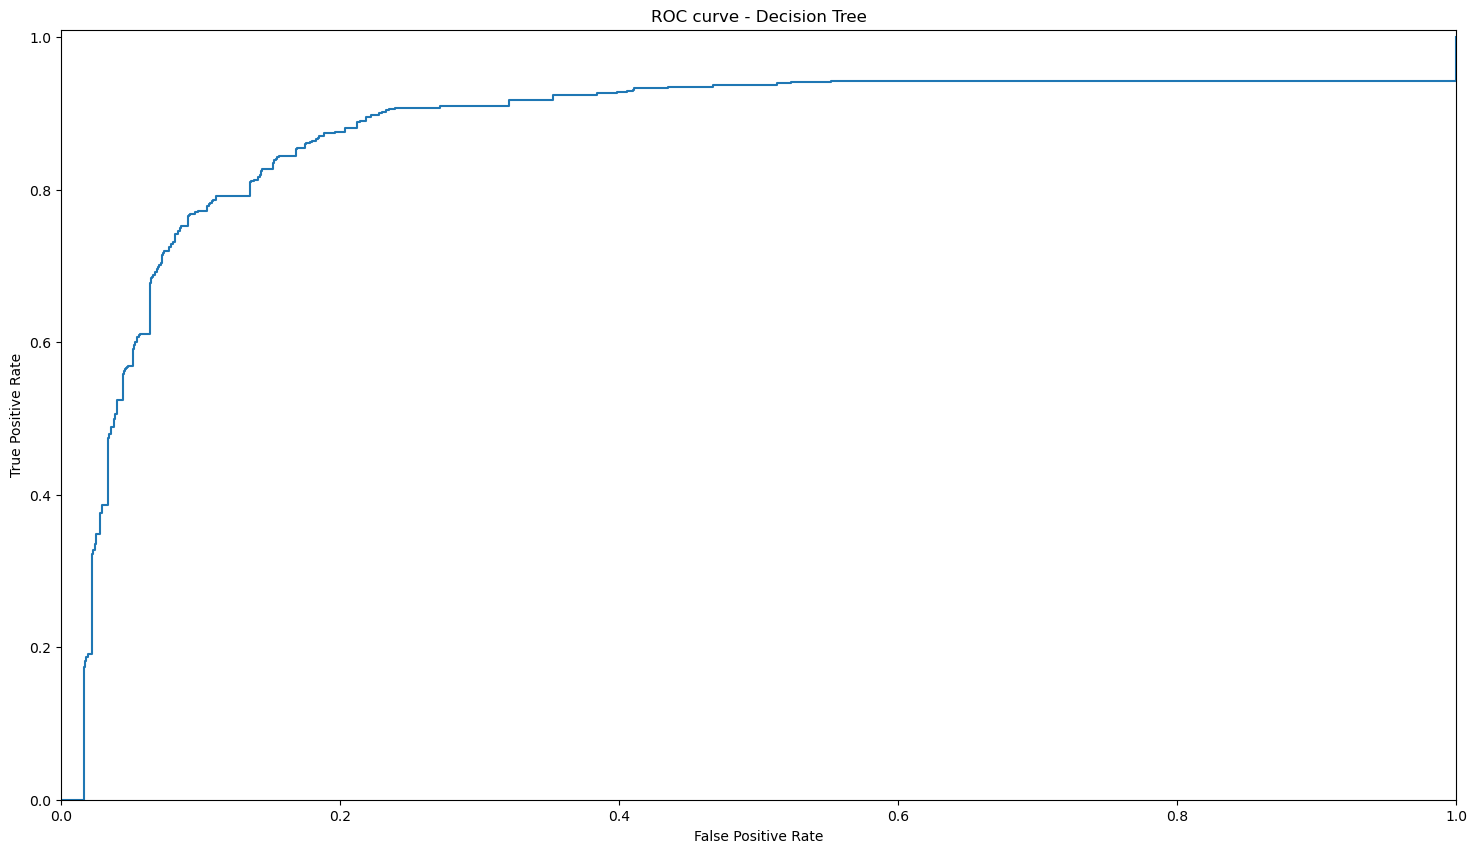 ROC curve - Decision Tree
1.0
0.8
0.6
0.4
0.2
0.0
True Positive Rate
0.0 0.2 0.4 0.6 0.8 1.0
False Positive Rate